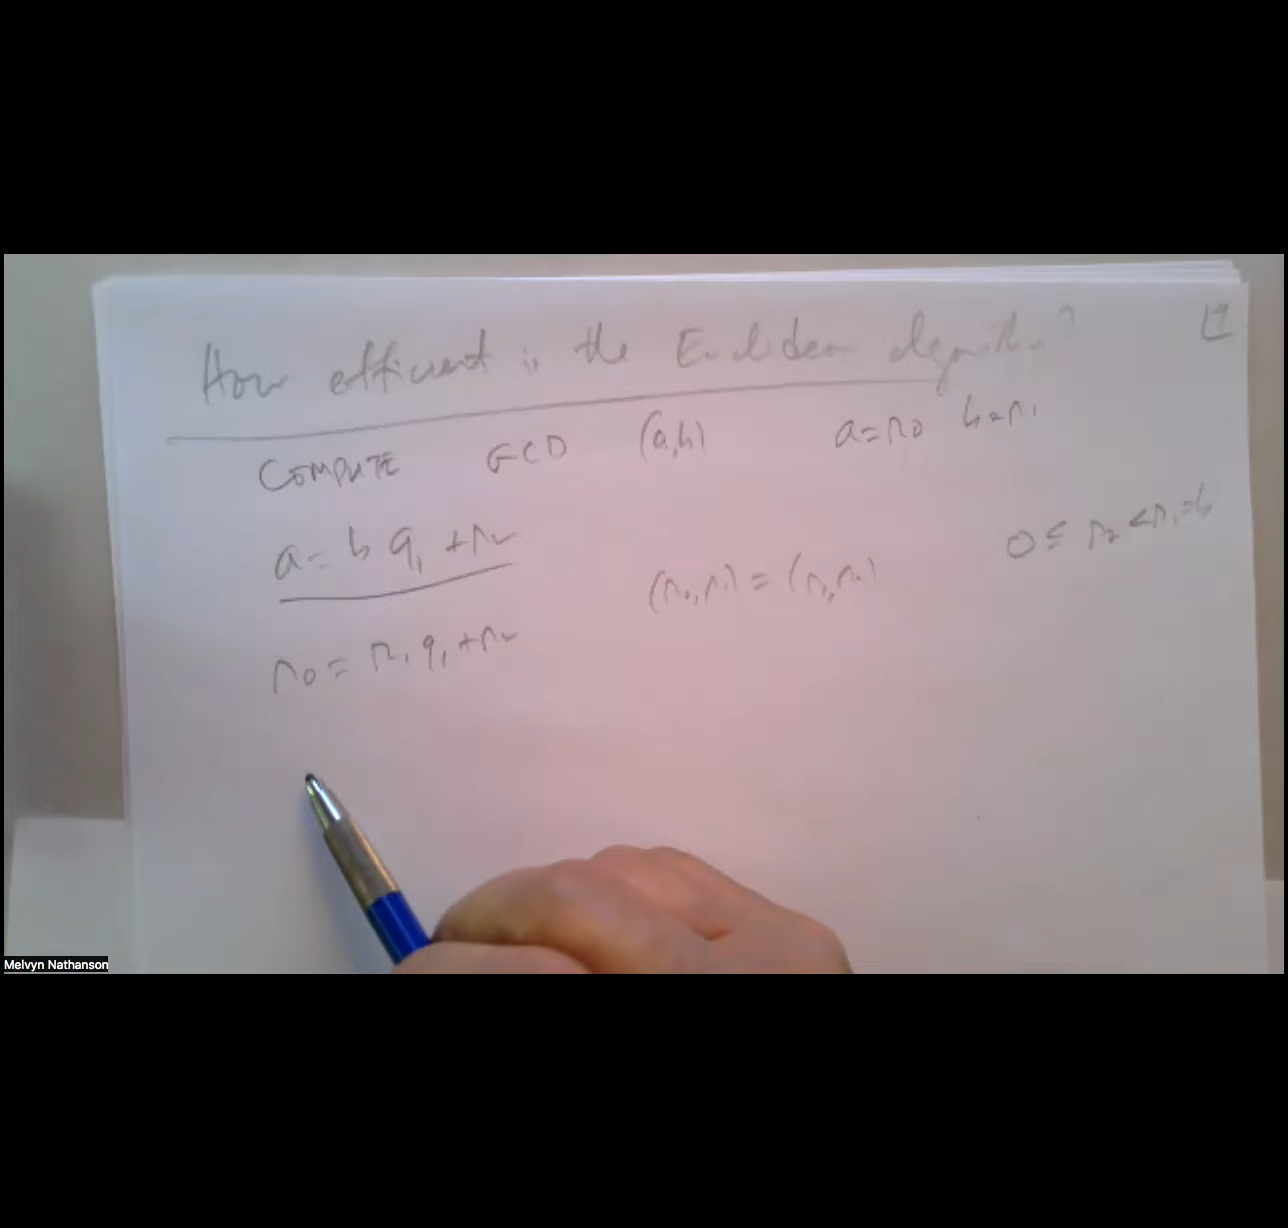 How efficient is the Euclidean algorithm?
COMPUTE GCD (a,b) a=r0 b=r1
a=b q1 +r2 0≤ r2 <r1=b
(r0,r1) = (r1,r2)
r0= r1 q1 +r2
Melvyn Nathanson